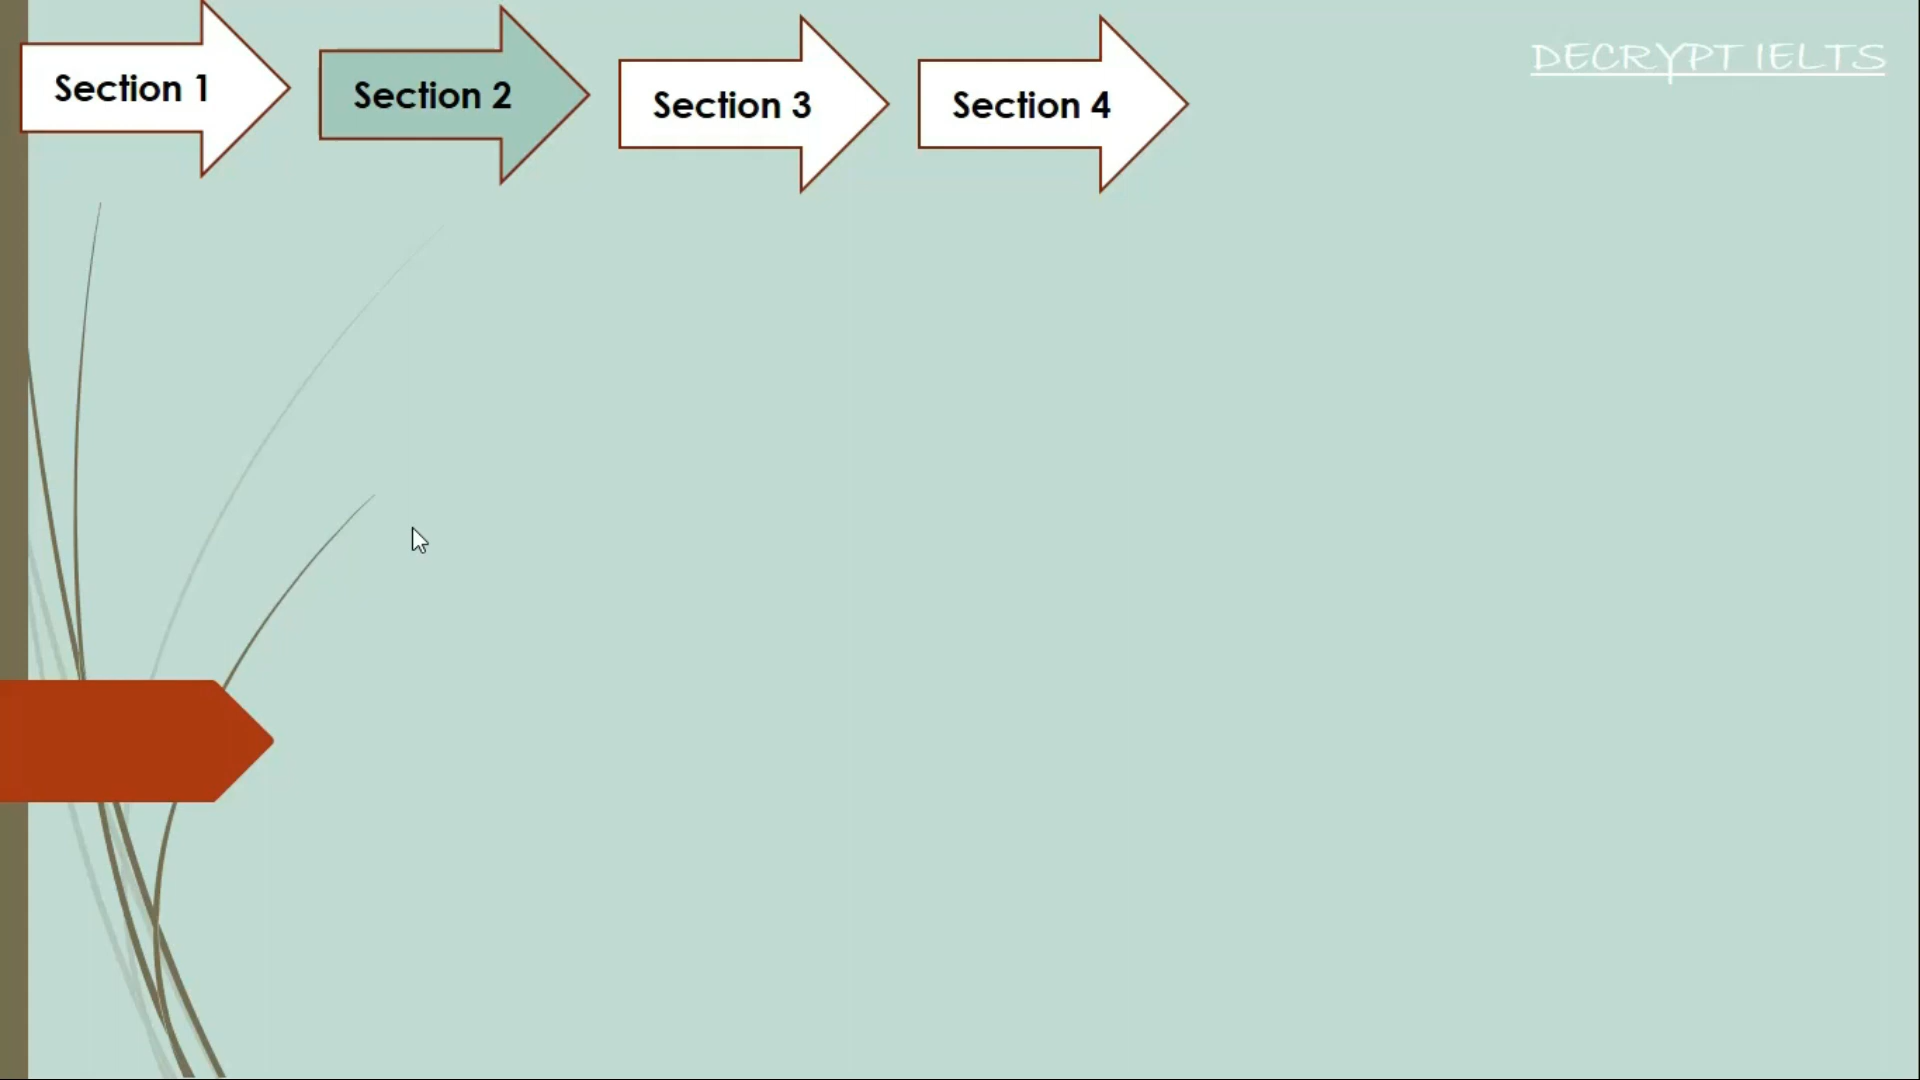 Section 1
Section 2
Section 3
Section 4
DECRYPT IELTS